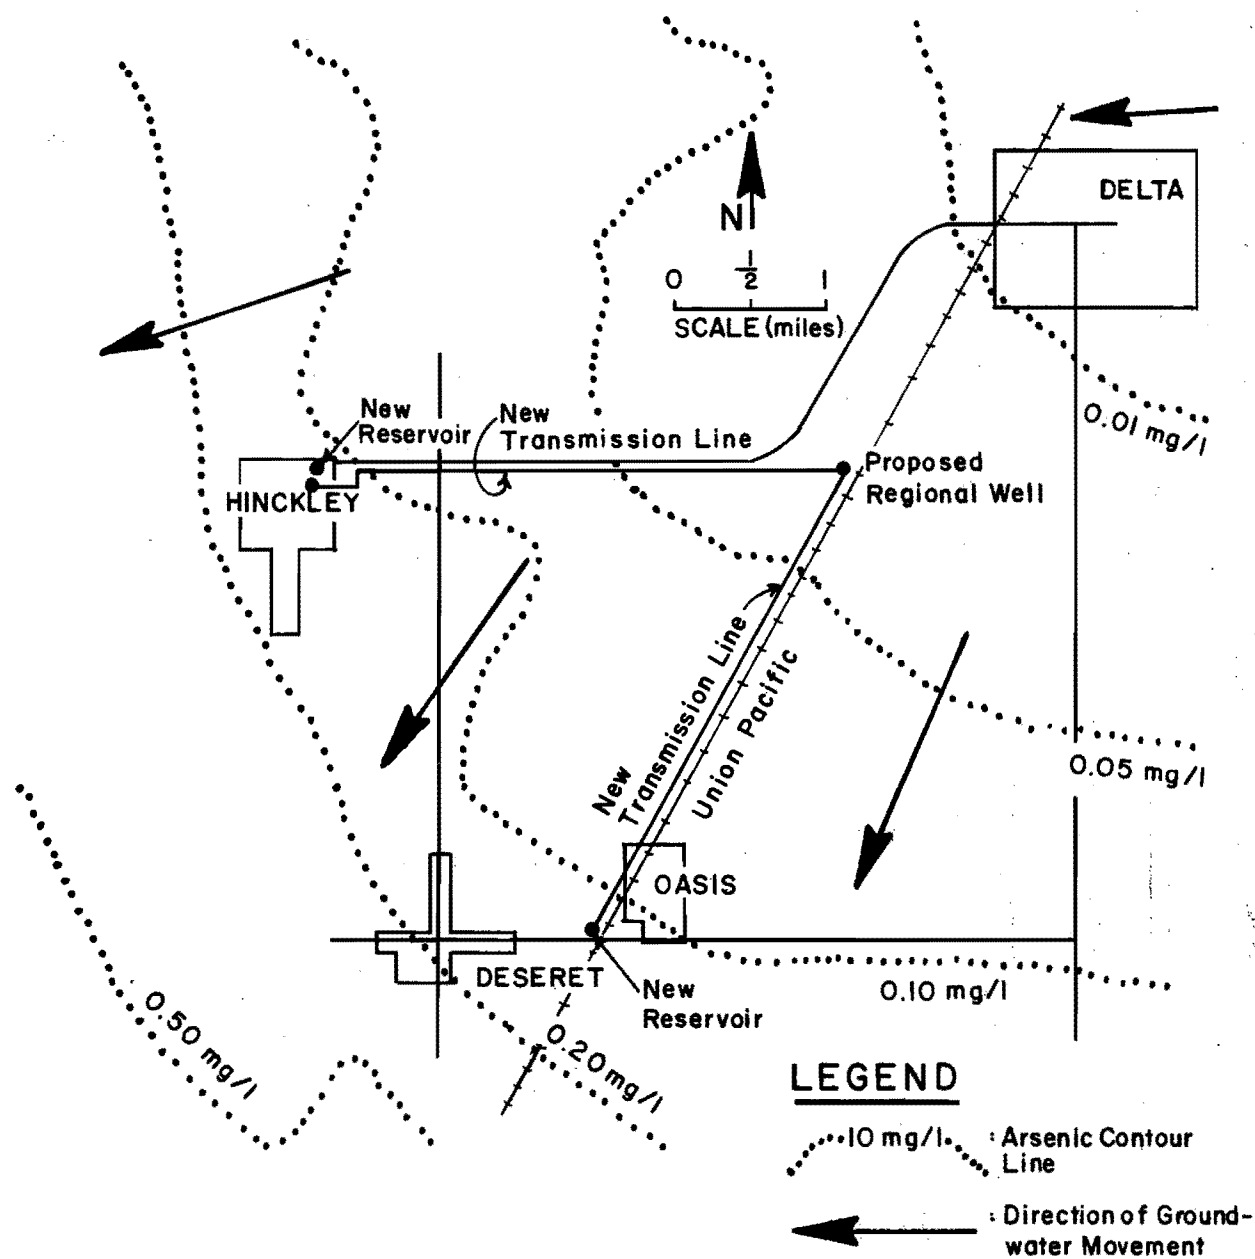 DELTA
N
0 1/2 1
SCALE (miles)
New
Reservoir
New
Transmission Line
0.01 mg/l
Proposed
Regional Well
HINCKLEY
New
Transmission Line
Union Pacific
0.05 mg/l
OASIS
DESERET
New
Reservoir
0.10 mg/l
0.50 mg/l
0.20 mg/l
LEGEND
10 mg/l : Arsenic Contour
Line
: Direction of Ground-
water Movement